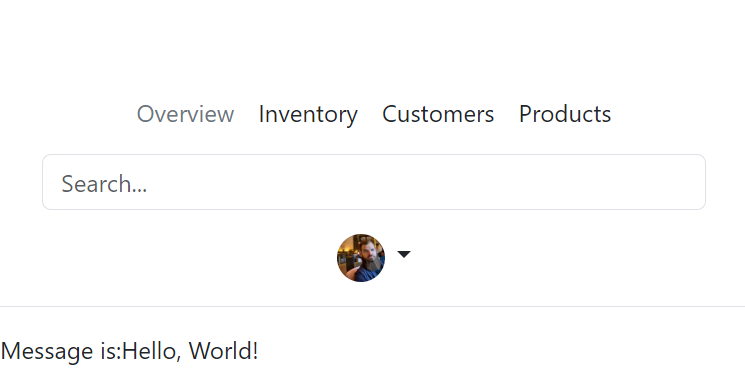 Overview Inventory Customers Products
Search...
Message is:Hello, World!